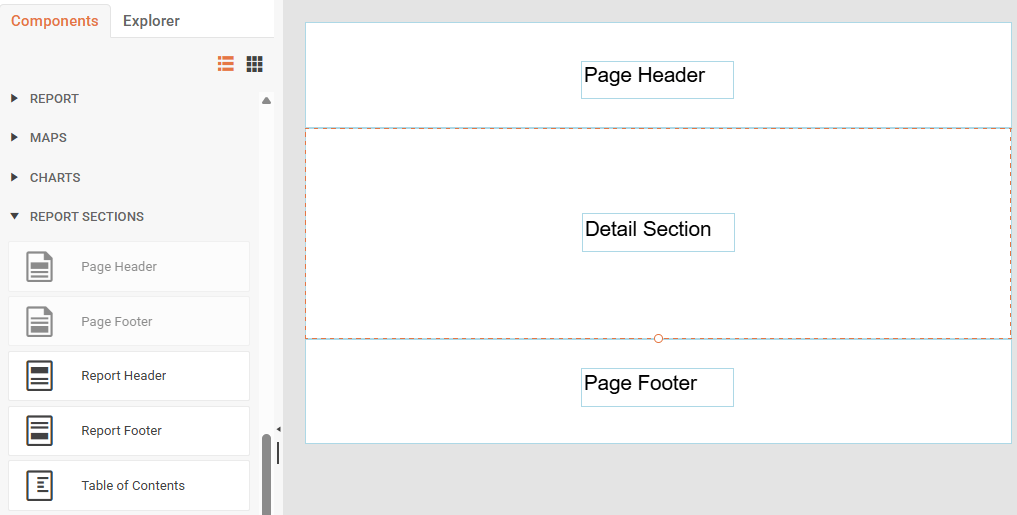 Components
Explorer
REPORT
MAPS
CHARTS
REPORT SECTIONS
Page Header
Page Footer
Report Header
Report Footer
Table of Contents
Page Header
Detail Section
Page Footer